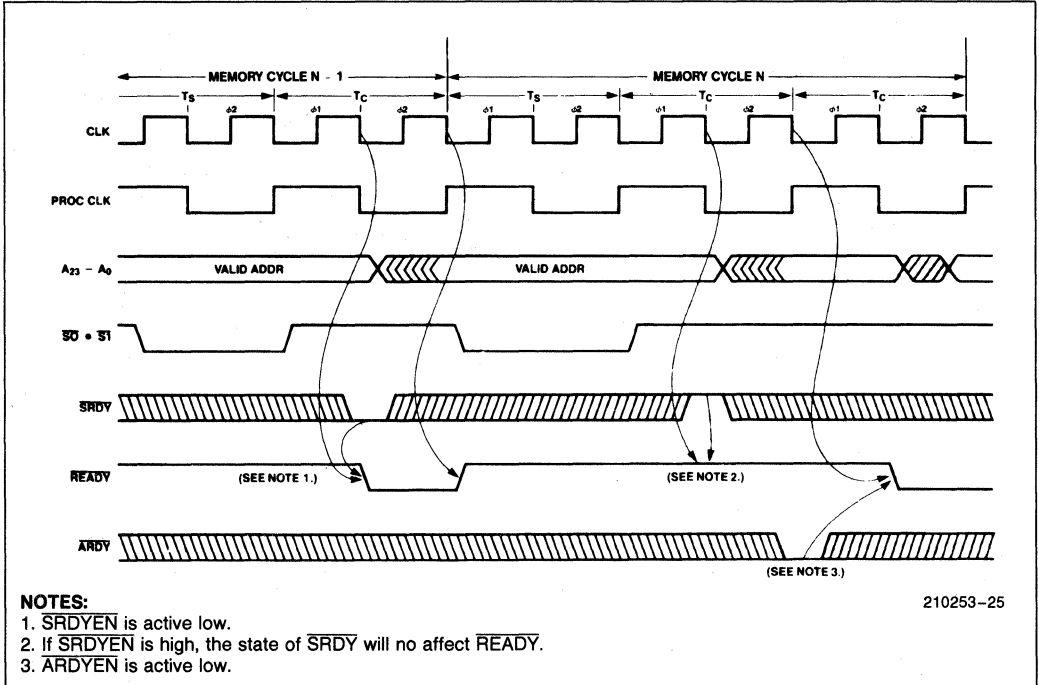 MEMORY CYCLE N - 1 MEMORY CYCLE N
TS TC TS TC TC
ϕ2 ϕ1 ϕ2 ϕ1 ϕ2 ϕ1 ϕ2 ϕ1 ϕ2
CLK
PROC CLK
A23 - A0 VALID ADDR VALID ADDR
S0 • S1
SRDY
READY (SEE NOTE 1.) (SEE NOTE 2.)
ARDY
(SEE NOTE 3.)
NOTES: 210253-25
1. SRDYEN is active low.
2. If SRDYEN is high, the state of SRDY will no affect READY.
3. ARDYEN is active low.